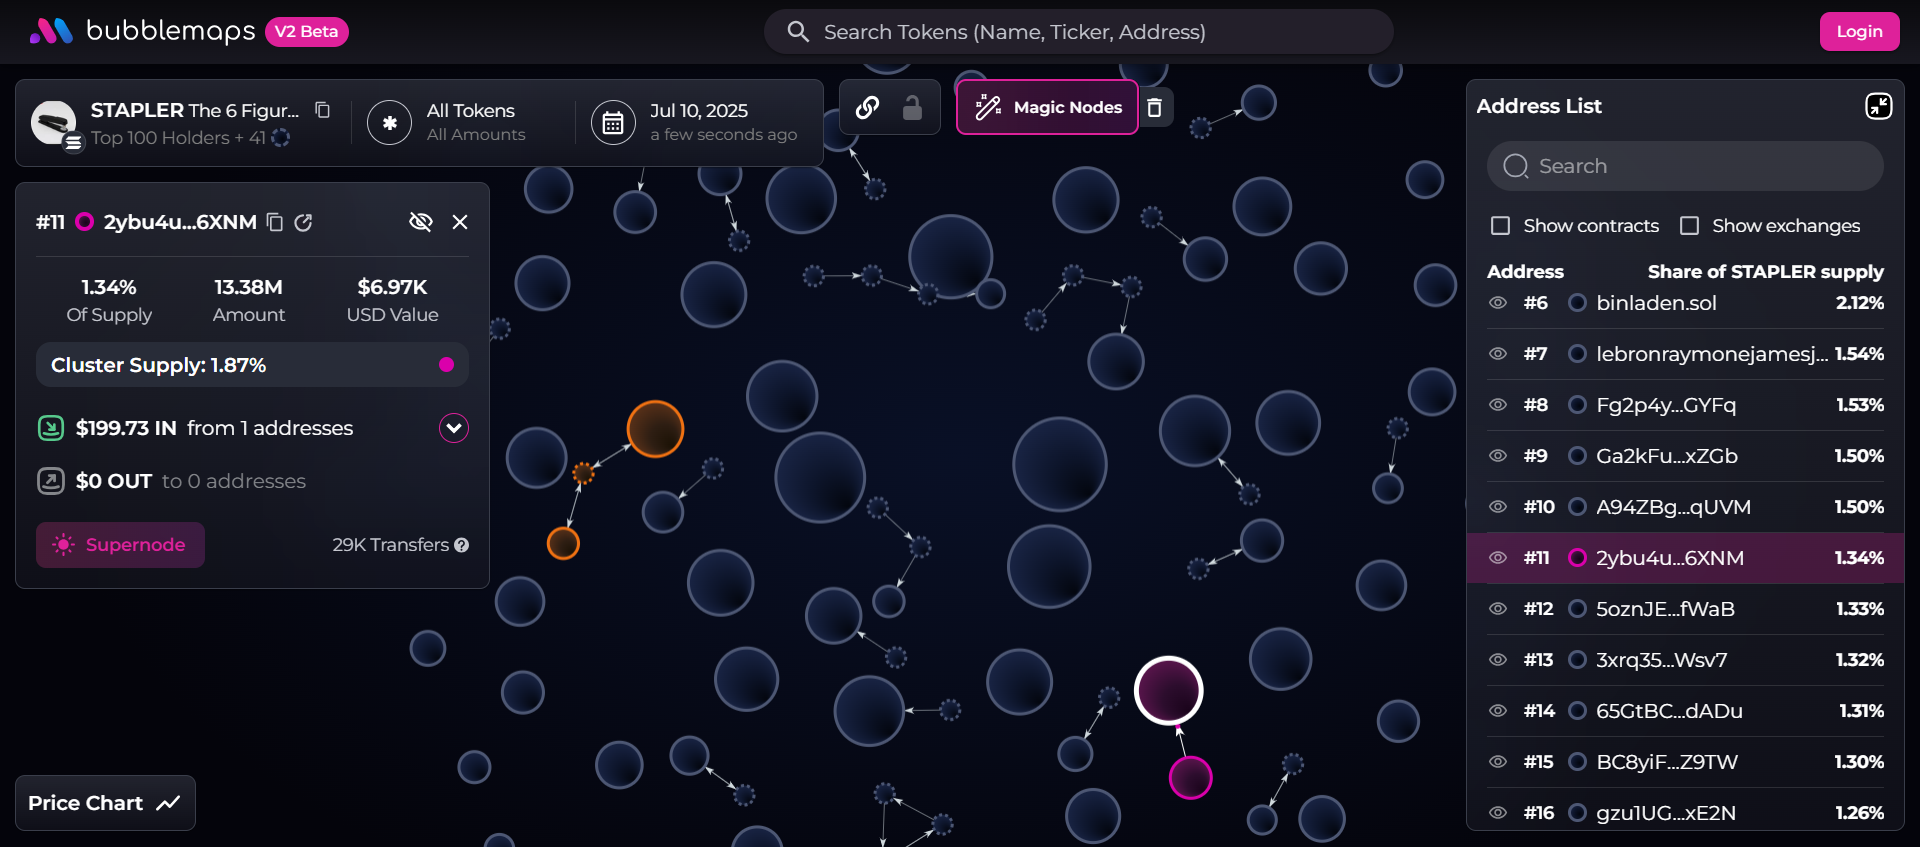 bubblemaps V2 Beta
Search Tokens (Name, Ticker, Address)
Login
STAPLER The 6 Figur...
Top 100 Holders + 41
All Tokens
All Amounts
Jul 10, 2025
a few seconds ago
Magic Nodes
#11 2ybu4u...6XNM
1.34% 13.38M $6.97K
Of Supply Amount USD Value
Cluster Supply: 1.87%
$199.73 IN from 1 addresses
$0 OUT to 0 addresses
Supernode 29K Transfers ?
Price Chart
Address List
Search
Show contracts Show exchanges
Address Share of STAPLER supply
#6 binladen.sol 2.12%
#7 lebronraymonejamesj... 1.54%
#8 Fg2p4y...GYFq 1.53%
#9 Ga2kFu...xZGb 1.50%
#10 A94ZBg...qUVM 1.50%
#11 2ybu4u...6XNM 1.34%
#12 5oznJE...fWaB 1.33%
#13 3xrq35...Wsv7 1.32%
#14 65GtBC...dADu 1.31%
#15 BC8yiF...Z9TW 1.30%
#16 gzu1UG...xE2N 1.26%